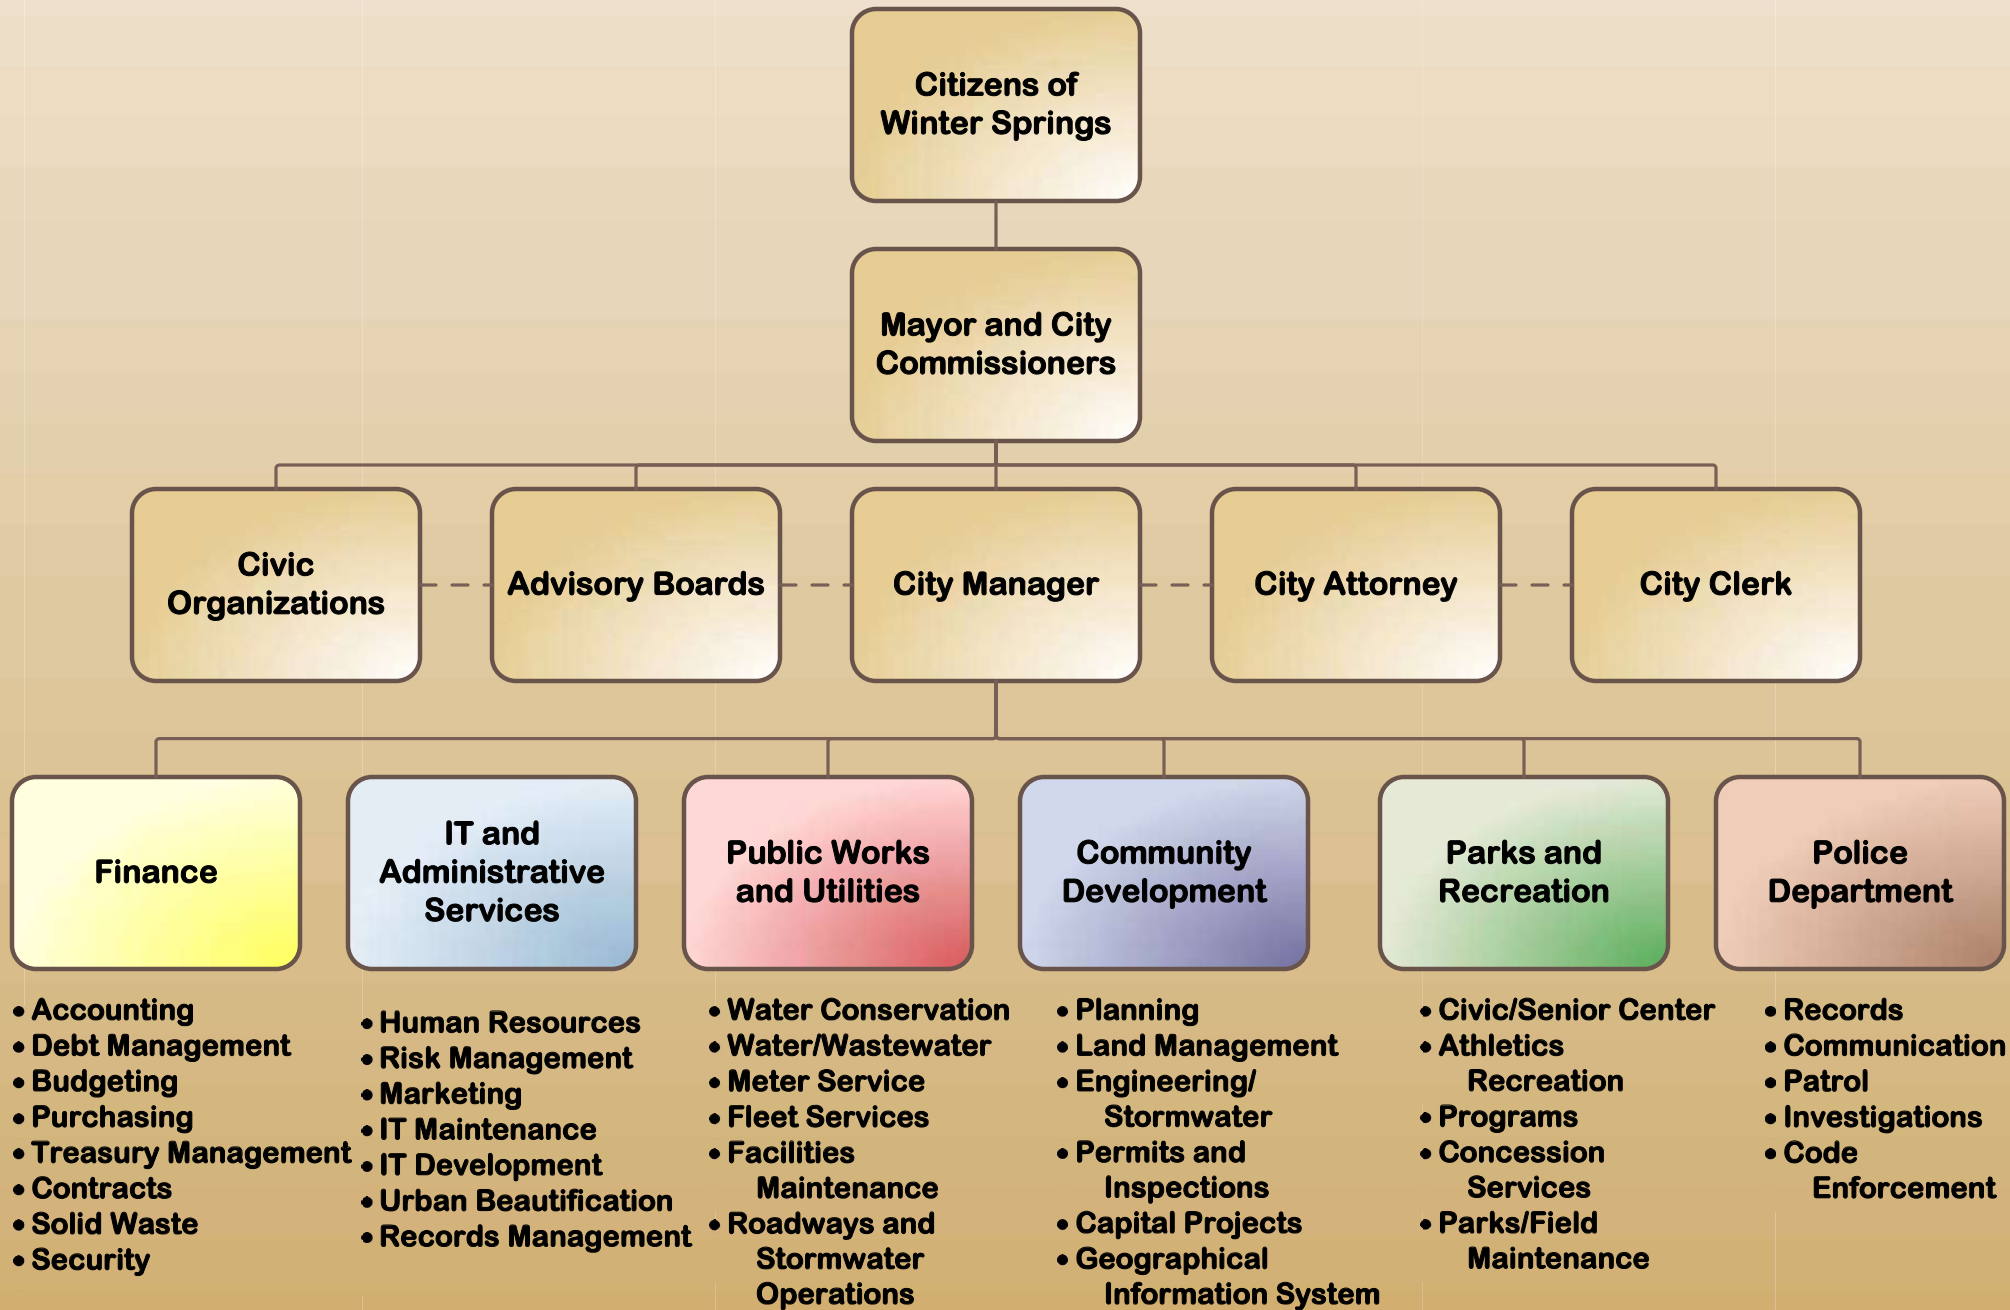 Citizens of
Winter Springs
Mayor and City
Commissioners
Civic
Organizations
Advisory Boards
City Manager
City Attorney
City Clerk
Finance
IT and
Administrative
Services
Public Works
and Utilities
Community
Development
Parks and
Recreation
Police
Department
• Accounting
• Debt Management
• Budgeting
• Purchasing
• Treasury Management
• Contracts
• Solid Waste
• Security
• Human Resources
• Risk Management
• Marketing
• IT Maintenance
• IT Development
• Urban Beautification
• Records Management
• Water Conservation
• Water/Wastewater
• Meter Service
• Fleet Services
• Facilities
Maintenance
• Roadways and
Stormwater
Operations
• Planning
• Land Management
• Engineering/
Stormwater
• Permits and
Inspections
• Capital Projects
• Geographical
Information System
• Civic/Senior Center
• Athletics
Recreation
• Programs
• Concession
Services
• Parks/Field
Maintenance
• Records
• Communication
• Patrol
• Investigations
• Code
Enforcement